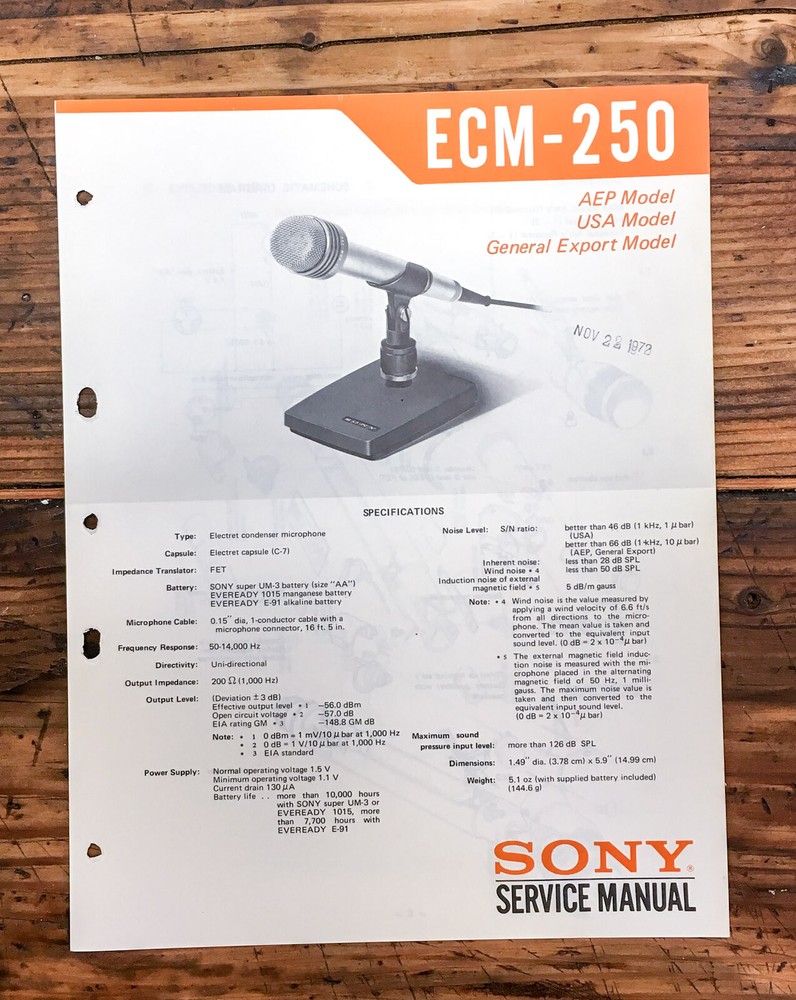 ECM-250
AEP Model
USA Model
General Export Model
NOV 22 1972
SPECIFICATIONS
Type: Electret condenser microphone
Capsule: Electret capsule (C-7)
Impedance Translator: FET
Battery: SONY super UM-3 battery (size "AA")
EVEREADY 1015 manganese battery
EVEREADY E-91 alkaline battery
Microphone Cable: 0.15" dia, 1-conductor cable with a
microphone connector, 16 ft. 5 in.
Frequency Response: 50-14,000 Hz
Directivity: Uni-directional
Output Impedance: 200 Ω (1,000 Hz)
Output Level: (Deviation ± 3 dB)
Effective output level * 1 −56.0 dBm
Open circuit voltage * 2 −57.0 dB
EIA rating GM * 3 −148.8 GM dB
Note: * 1 0 dBm = 1 mV/10 μ bar at 1,000 Hz
* 2 0 dB = 1 V/10 μ bar at 1,000 Hz
* 3 EIA standard
Power Supply: Normal operating voltage 1.5 V
Minimum operating voltage 1.1 V
Current drain 130 μA
Battery life .. more than 10,000 hours
with SONY super UM-3 or
EVEREADY 1015, more
than 7,700 hours with
EVEREADY E-91
Noise Level: S/N ratio: better than 46 dB (1 kHz, 1 μ bar)
(USA)
better than 66 dB (1 kHz, 10 μ bar)
(AEP, General Export)
Inherent noise: less than 28 dB SPL
Wind noise * 4 less than 50 dB SPL
Induction noise of external
magnetic field * 5 5 dB/m gauss
Note: * 4 Wind noise is the value measured by
applying a wind velocity of 6.6 ft/s
from all directions to the micro-
phone. The mean value is taken and
converted to the equivalent input
sound level. (0 dB = 2 x 10⁻⁴ μ bar)
* 5 The external magnetic field induc-
tion noise is measured with the mi-
crophone placed in the alternating
magnetic field of 50 Hz, 1 milli-
gauss. The maximum noise value is
taken and then converted to the
equivalent input sound level.
(0 dB = 2 x 10⁻⁴ μ bar)
Maximum sound
pressure input level: more than 126 dB SPL
Dimensions: 1.49" dia. (3.78 cm) x 5.9" (14.99 cm)
Weight: 5.1 oz (with supplied battery included)
(144.6 g)
SONY®
SERVICE MANUAL